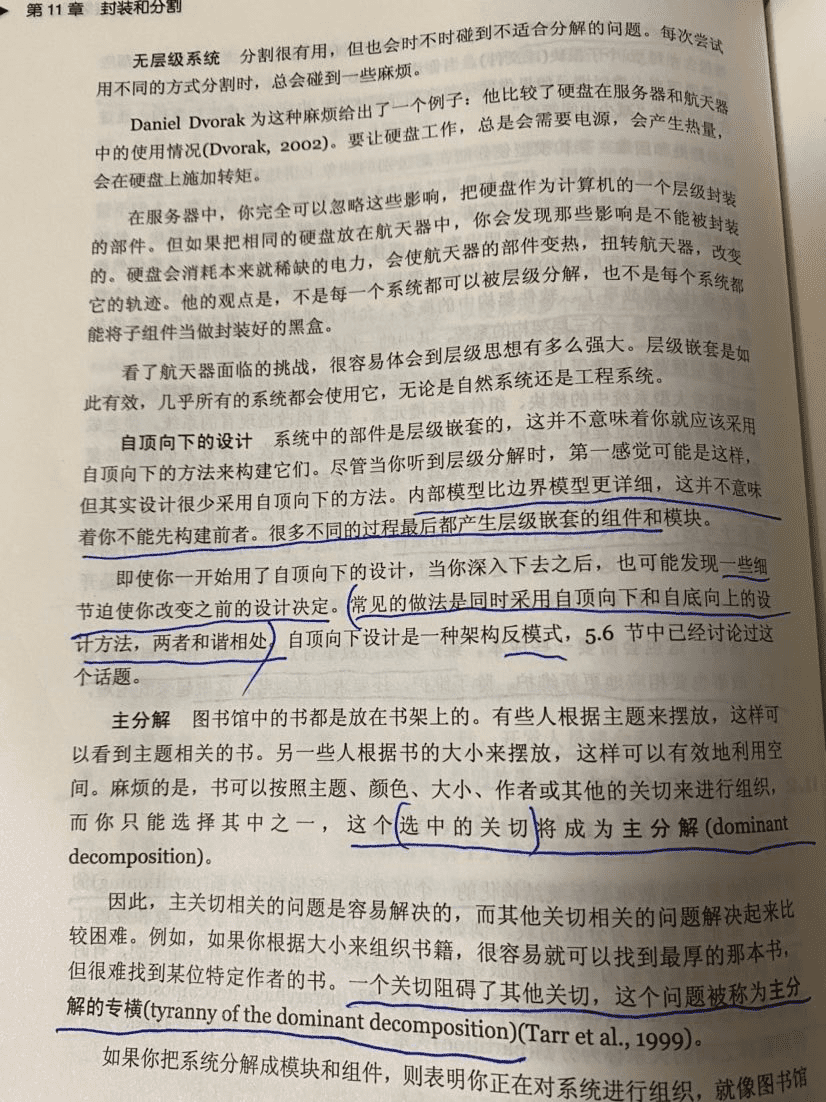 第 11 章 封装和分割
无层级系统 分割很有用，但也会时不时碰到不适合分解的问题。每次尝试
用不同的方式分割时，总会碰到一些麻烦。
Daniel Dvorak 为这种麻烦给出了一个例子：他比较了硬盘在服务器和航天器
中的使用情况(Dvorak, 2002)。要让硬盘工作，总是会需要电源，会产生热量，
会在硬盘上施加转矩。
在服务器中，你完全可以忽略这些影响，把硬盘作为计算机的一个层级封装
的部件。但如果把相同的硬盘放在航天器中，你会发现那些影响是不能被封装
的。硬盘会消耗本来就稀缺的电力，会使航天器的部件变热，扭转航天器，改变
它的轨迹。他的观点是，不是每一个系统都可以被层级分解，也不是每个系统都
能将子组件当做封装好的黑盒。
看了航天器面临的挑战，很容易体会到层级思想有多么强大。层级嵌套是如
此有效，几乎所有的系统都会使用它，无论是自然系统还是工程系统。
自顶向下的设计 系统中的部件是层级嵌套的，这并不意味着你就应该采用
自顶向下的方法来构建它们。尽管当你听到层级分解时，第一感觉可能是这样，
但其实设计很少采用自顶向下的方法。内部模型比边界模型更详细，这并不意味
着你不能先构建前者。很多不同的过程最后都产生层级嵌套的组件和模块。
即使你一开始用了自顶向下的设计，当你深入下去之后，也可能发现一些细
节迫使你改变之前的设计决定。常见的做法是同时采用自顶向下和自底向上的设
计方法，两者和谐相处。自顶向下设计是一种架构反模式，5.6 节中已经讨论过这
个话题。
主分解 图书馆中的书都是放在书架上的。有些人根据主题来摆放，这样可
以看到主题相关的书。另一些人根据书的大小来摆放，这样可以有效地利用空
间。麻烦的是，书可以按照主题、颜色、大小、作者或其他的关切来进行组织，
而你只能选择其中之一，这个选中的关切将成为主分解(dominant
decomposition)。
因此，主关切相关的问题是容易解决的，而其他关切相关的问题解决起来比
较困难。例如，如果你根据大小来组织书籍，很容易就可以找到最厚的那本书，
但很难找到某位特定作者的书。一个关切阻碍了其他关切，这个问题被称为主分
解的专横(tyranny of the dominant decomposition)(Tarr et al., 1999)。
如果你把系统分解成模块和组件，则表明你正在对系统进行组织，就像图书馆